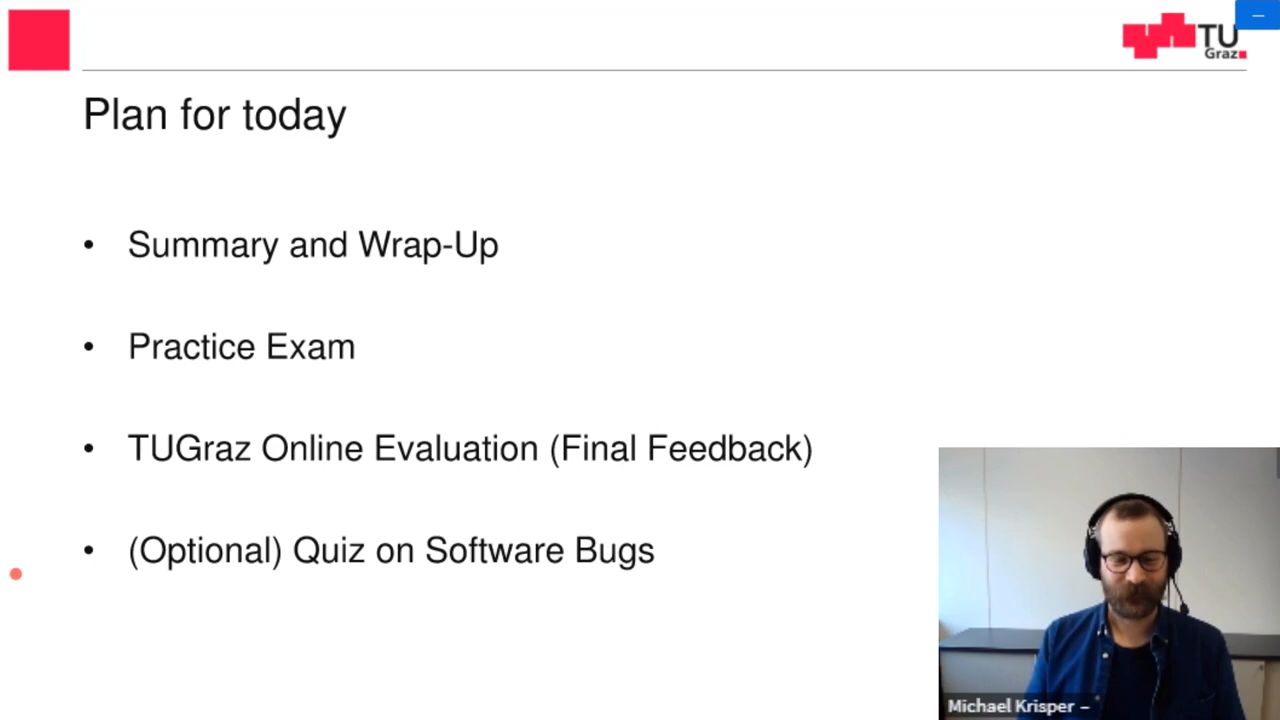 TU
Graz
Plan for today
• Summary and Wrap-Up
• Practice Exam
• TUGraz Online Evaluation (Final Feedback)
• (Optional) Quiz on Software Bugs
Michael Krisper –